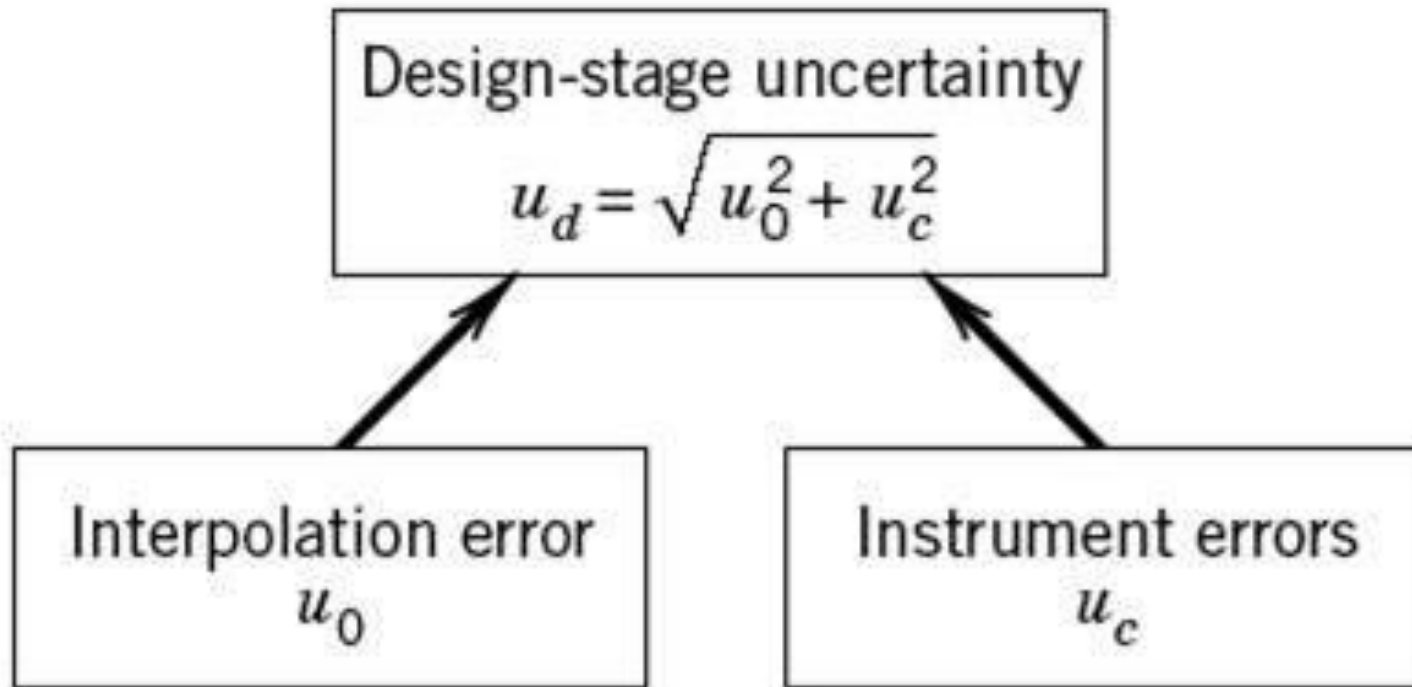 Design-stage uncertainty
u_d = √(u_0^2 + u_c^2)
Interpolation error
u_0
Instrument errors
u_c